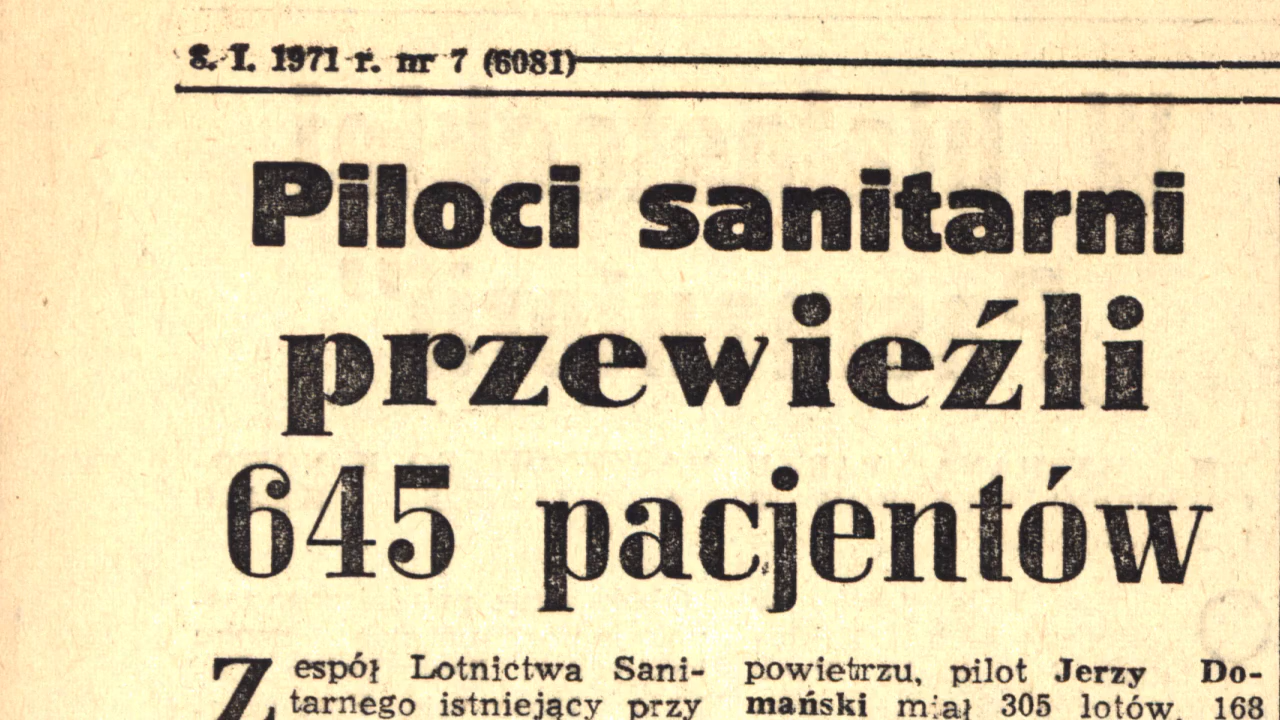 8. I. 1971 r. nr 7 (6081)
Piloci sanitarni
przewieźli
645 pacjentów
Zespół Lotnictwa Sani-
tarnego istniejący przy
powietrzu, pilot Jerzy Do-
mański miał 305 lotów, 168